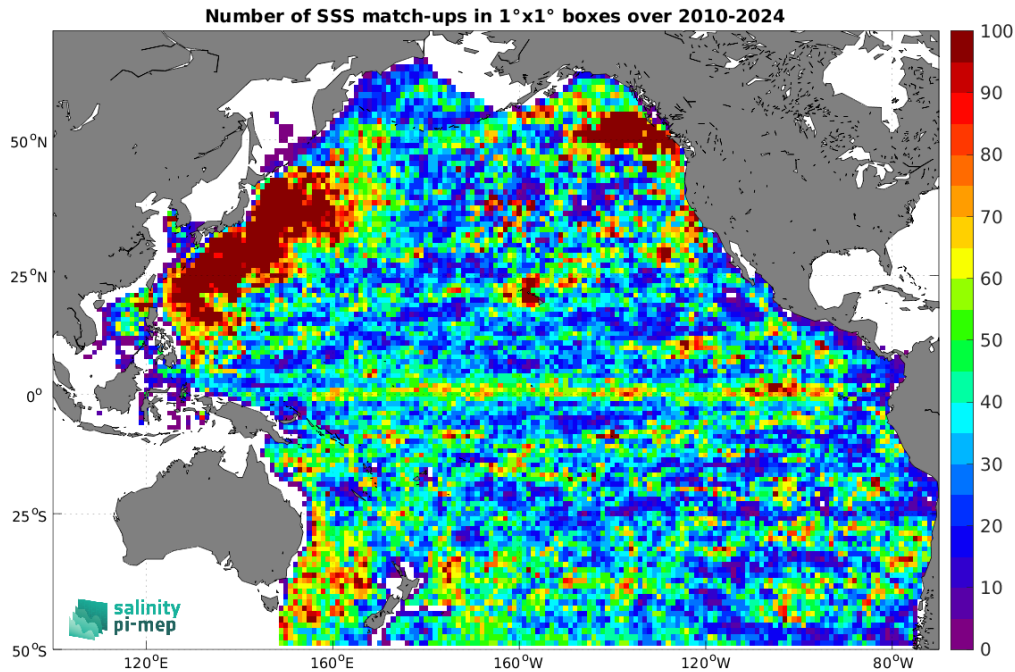 Number of SSS match-ups in 1°x1° boxes over 2010-2024
100
90
80
70
60
50
40
30
20
10
0
50°N
25°N
0°
25°S
50°S
120°E
160°E
160°W
120°W
80°W
salinity
pi-mep